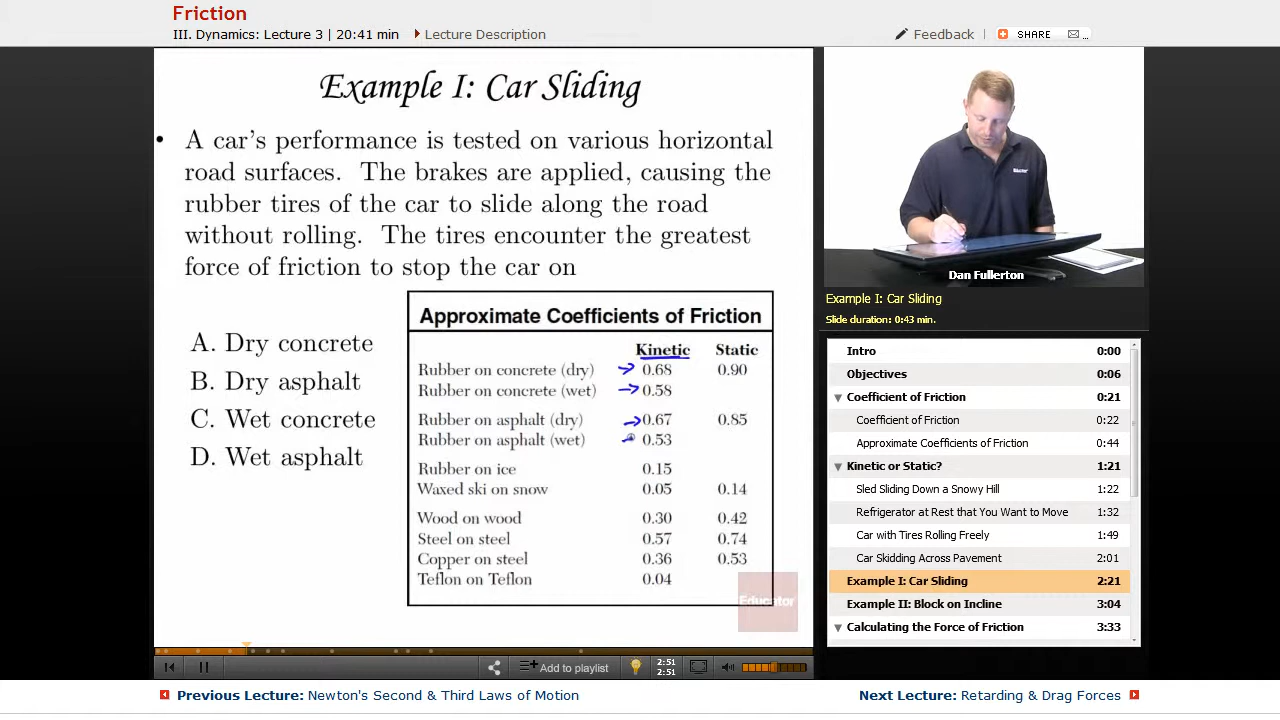 Friction
III. Dynamics: Lecture 3 | 20:41 min
Lecture Description
Feedback
SHARE
Example I: Car Sliding
• A car's performance is tested on various horizontal
road surfaces. The brakes are applied, causing the
rubber tires of the car to slide along the road
without rolling. The tires encounter the greatest
force of friction to stop the car on
A. Dry concrete
B. Dry asphalt
C. Wet concrete
D. Wet asphalt
Approximate Coefficients of Friction
Kinetic Static
Rubber on concrete (dry) 0.68 0.90
Rubber on concrete (wet) 0.58
Rubber on asphalt (dry) 0.67 0.85
Rubber on asphalt (wet) 0.53
Rubber on ice 0.15
Waxed ski on snow 0.05 0.14
Wood on wood 0.30 0.42
Steel on steel 0.57 0.74
Copper on steel 0.36 0.53
Teflon on Teflon 0.04
Educator
Add to playlist
2:51
2:51
Dan Fullerton
Example I: Car Sliding
Slide duration: 0:43 min.
Intro 0:00
Objectives 0:06
Coefficient of Friction 0:21
Coefficient of Friction 0:22
Approximate Coefficients of Friction 0:44
Kinetic or Static? 1:21
Sled Sliding Down a Snowy Hill 1:22
Refrigerator at Rest that You Want to Move 1:32
Car with Tires Rolling Freely 1:49
Car Skidding Across Pavement 2:01
Example I: Car Sliding 2:21
Example II: Block on Incline 3:04
Calculating the Force of Friction 3:33
Previous Lecture: Newton's Second & Third Laws of Motion
Next Lecture: Retarding & Drag Forces